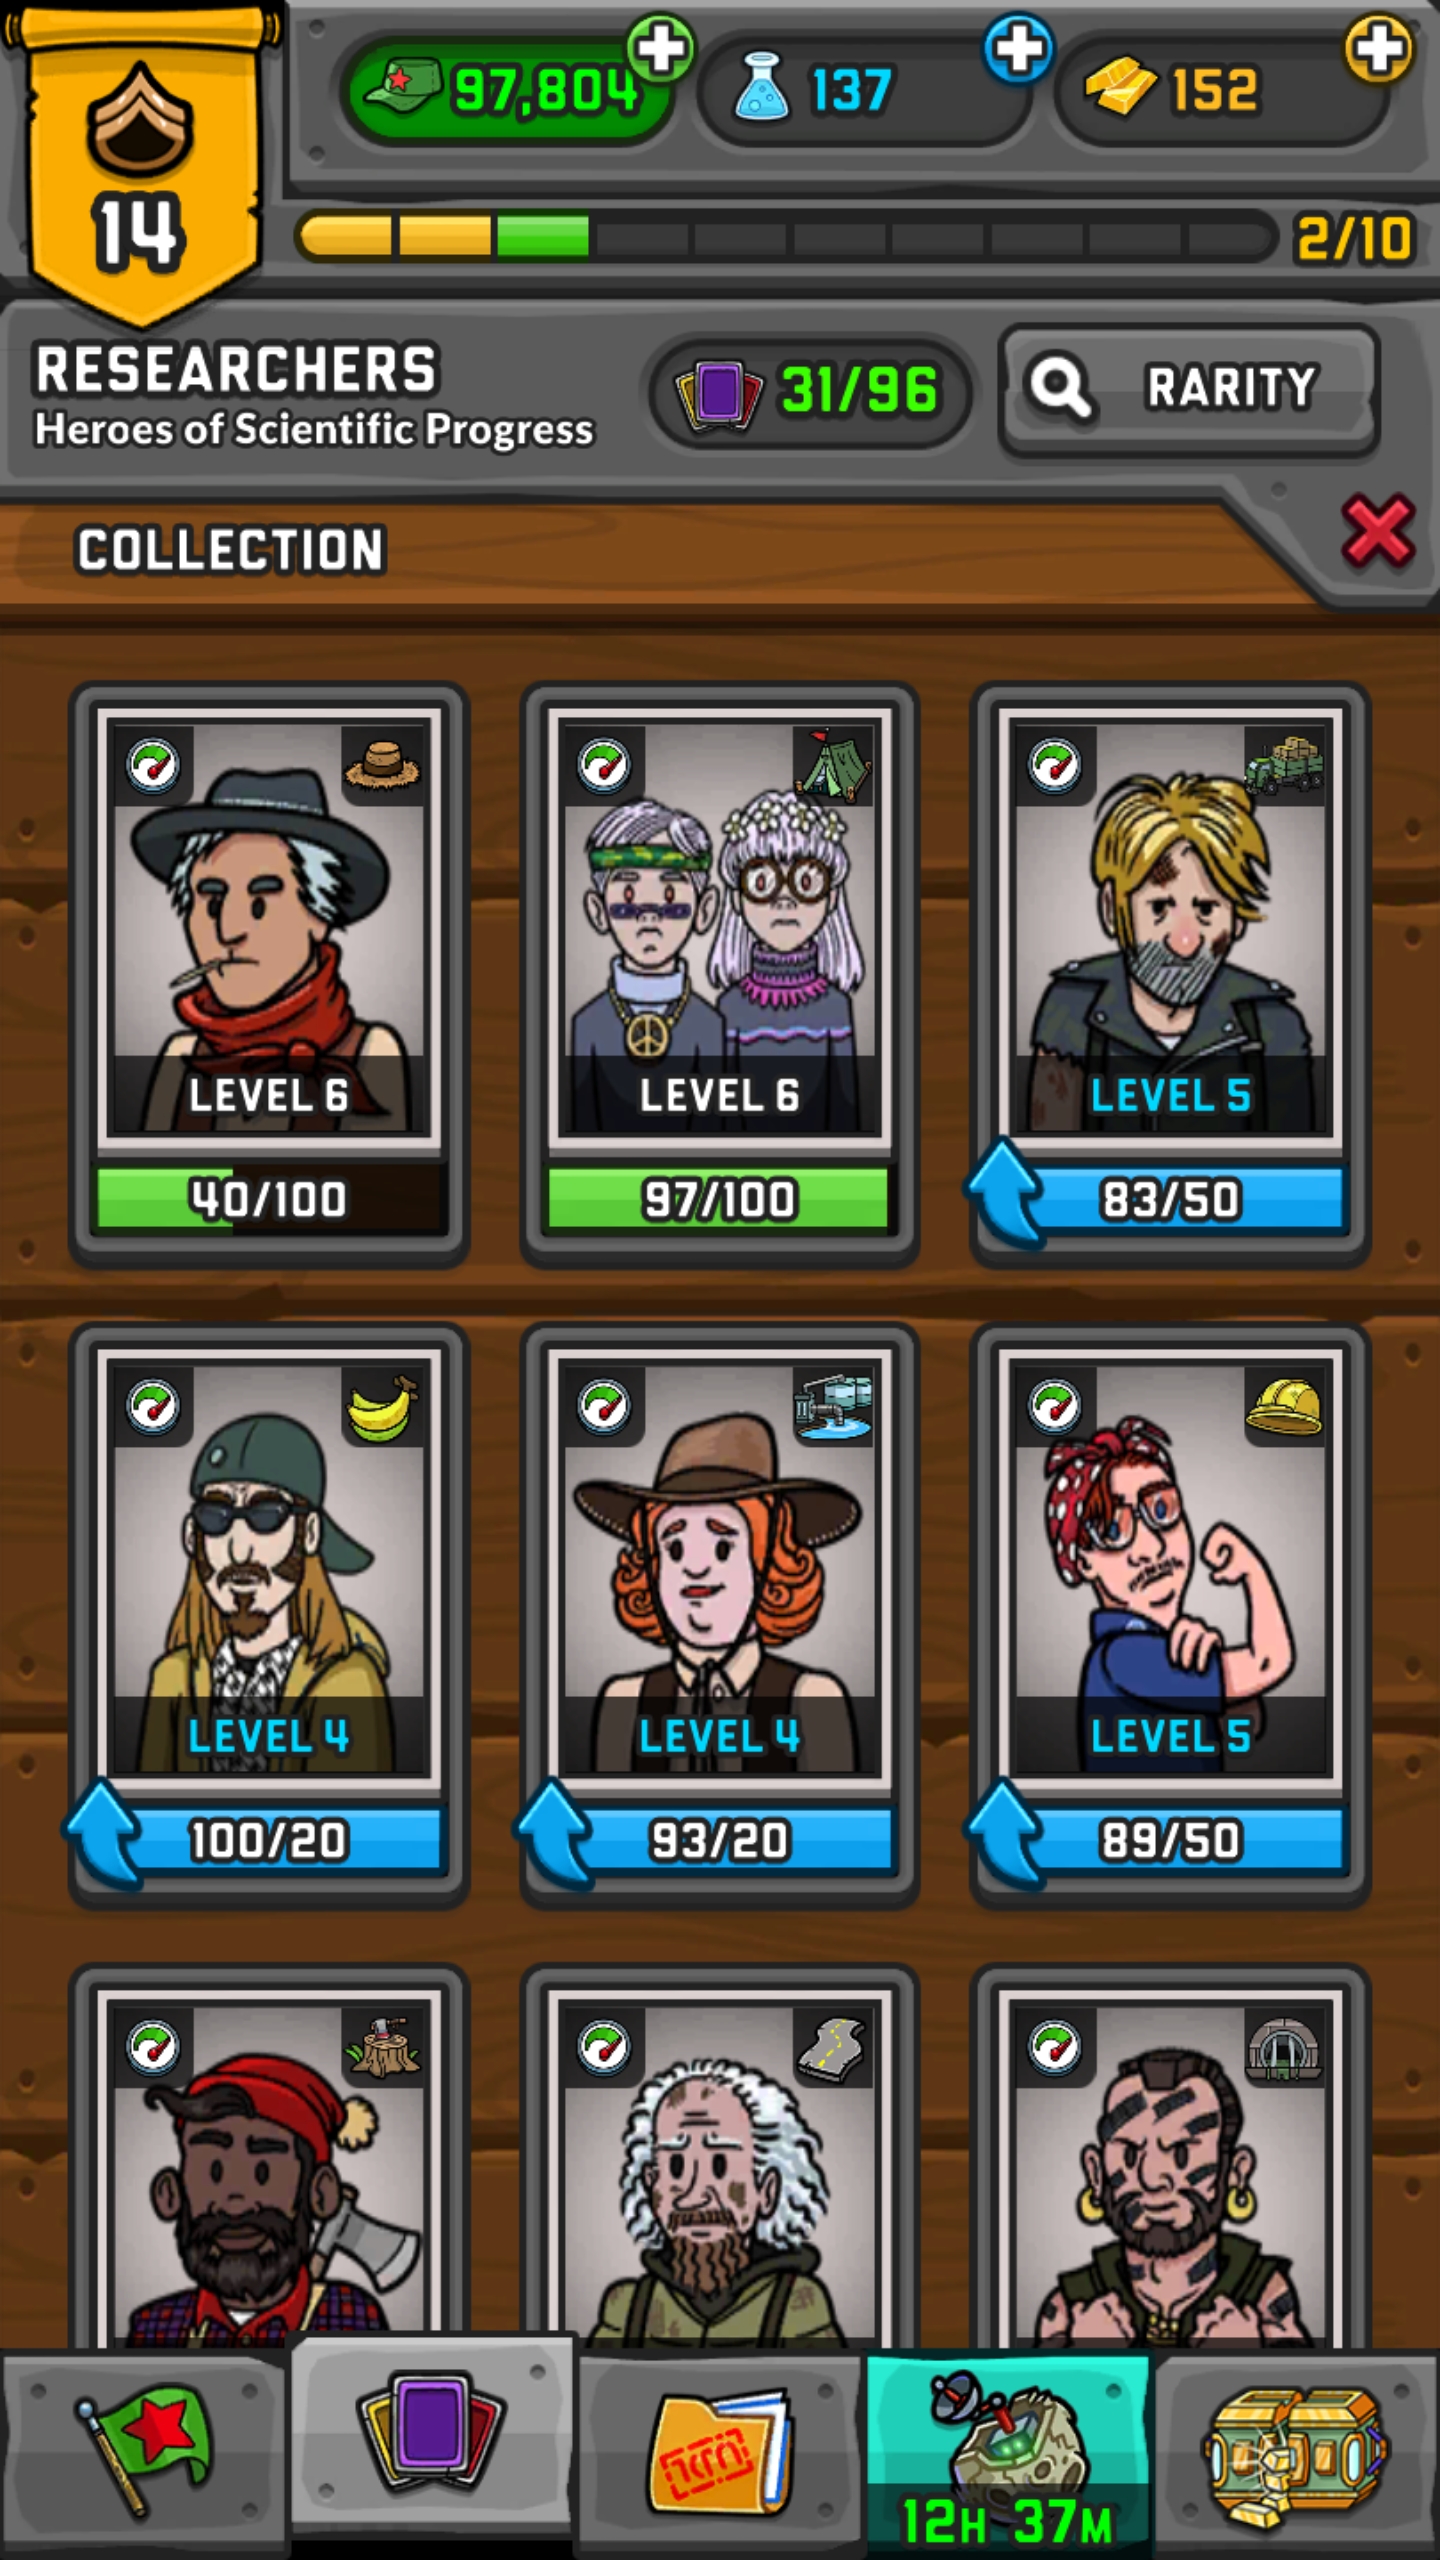 97,804
137
152
14
2/10
RESEARCHERS
Heroes of Scientific Progress
31/96
RARITY
COLLECTION
LEVEL 6
LEVEL 6
LEVEL 5
40/100
97/100
83/50
LEVEL 4
LEVEL 4
LEVEL 5
100/20
93/20
89/50
12H 37M